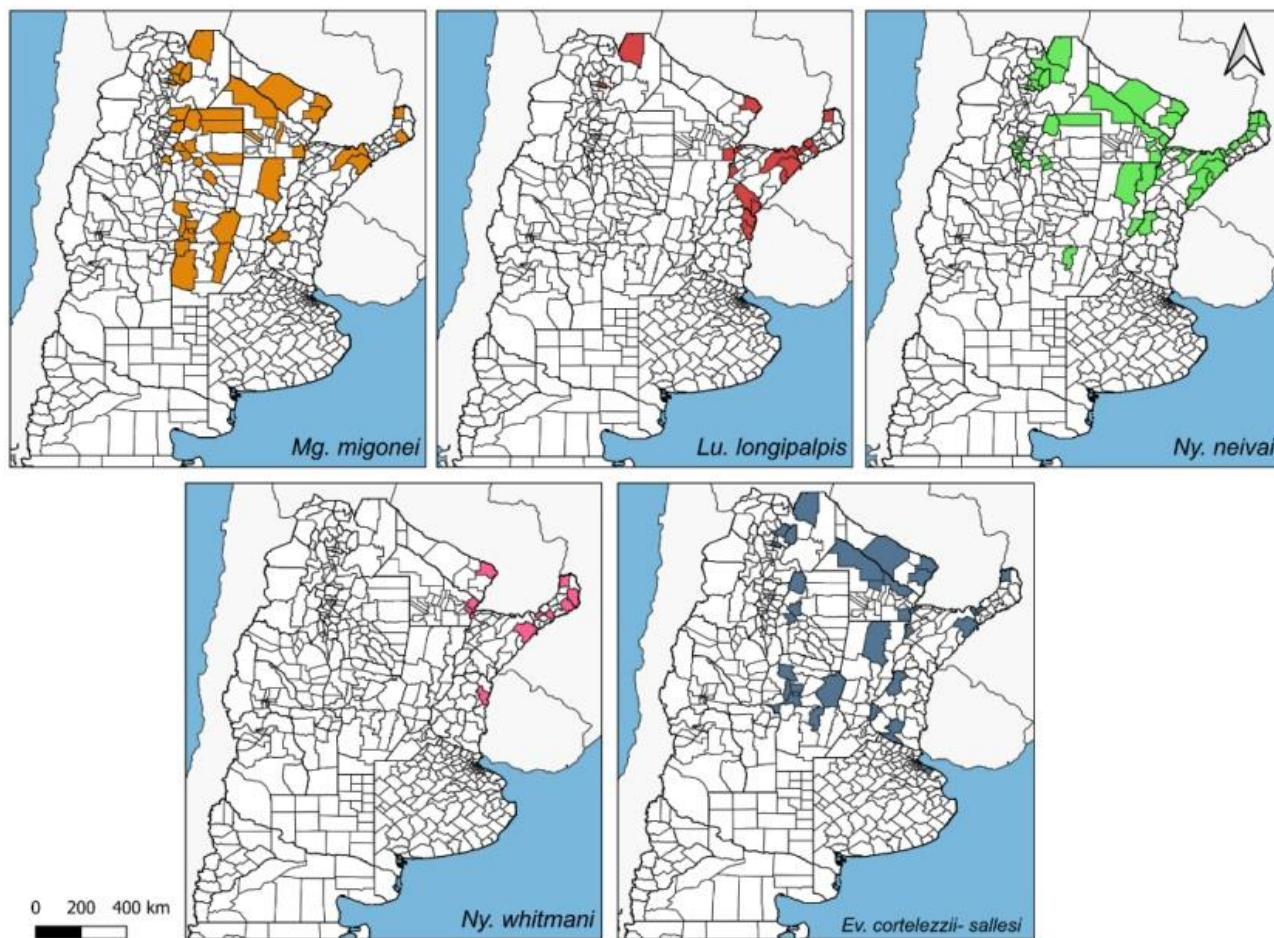 Mg. migonei
Lu. longipalpis
Ny. neivai
Ny. whitmani
Ev. cortelezzii- sallesi
0 200 400 km